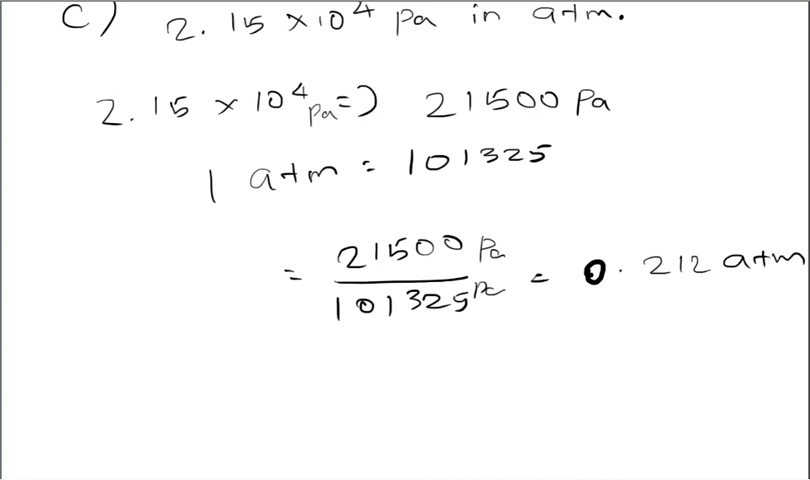 C) 2.15 × 10⁴ Pa in atm.
2.15 × 10⁴ Pa => 21500 Pa
1 atm = 101325
= 21500 Pa / 101325 Pa = 0.212 atm